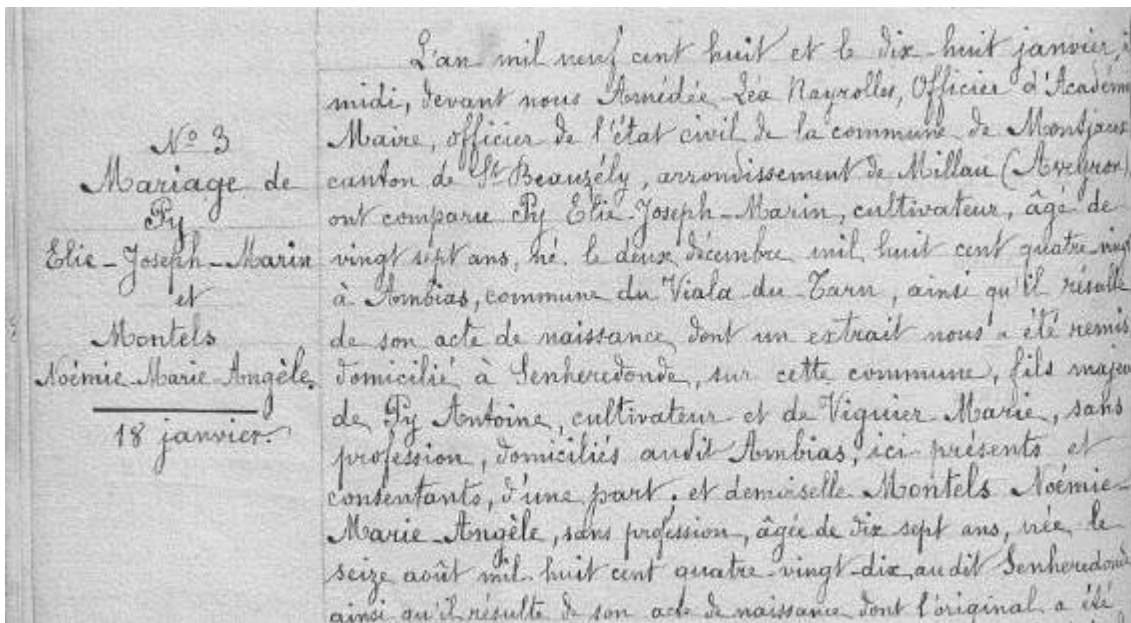 N° 3
Mariage de
Py
Elie-Joseph-Marin
et
Montels
Noémie Marie-Angèle.
18 janvier.
L'an mil neuf cent huit et le dix-huit janvier, à
midi, devant nous Amédée Léo Nayrolles, Officier d'Académie
Maire, officier de l'état civil de la commune de Montjaux
canton de St Beauzély, arrondissement de Millau (Aveyron),
ont comparu Py Elie-Joseph-Marin, cultivateur, âgé de
vingt sept ans, né le deux décembre mil huit cent quatre vingt
à Ambias, commune du Viala du Tarn, ainsi qu'il résulte
de son acte de naissance dont un extrait nous a été remis
domicilié à Senheredonde, sur cette commune, fils majeur
de Py Antoine, cultivateur et de Viguier Marie, sans
profession, domiciliés audit Ambias, ici présents et
consentants, d'une part, et demoiselle Montels Noémie-
Marie-Angèle, sans profession, âgée de dix sept ans, née le
seize août mil huit cent quatre-vingt-dix audit Senheredonde
ainsi qu'il résulte de son acte de naissance dont l'original a été